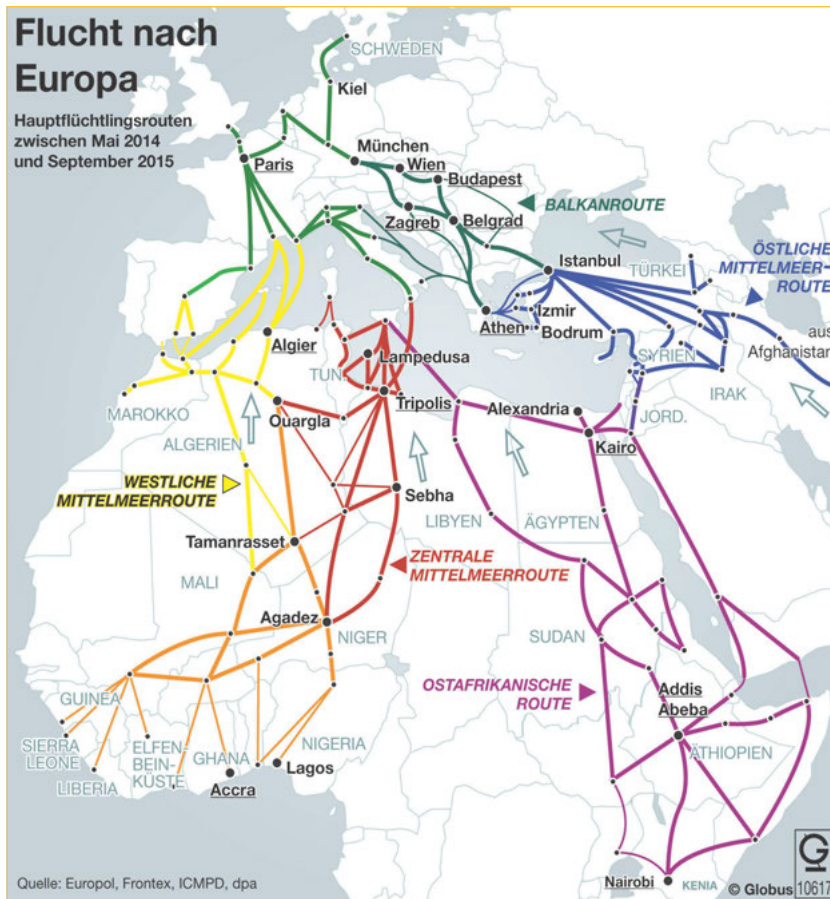 Flucht nach
Europa
Hauptflüchtlingsrouten
zwischen Mai 2014
und September 2015
SCHWEDEN
Kiel
München
Wien
Paris
Budapest
BALKANROUTE
Zagreb
Belgrad
Istanbul
ÖSTLICHE
MITTELMEER-
ROUTE
TÜRKEI
Izmir
Athen
Bodrum
aus
Afghanistan
Algier
Lampedusa
SYRIEN
TUN.
IRAK
MAROKKO
Tripolis
Alexandria
JORD.
Ouargla
ALGERIEN
Kairo
WESTLICHE
MITTELMEERROUTE
Sebha
LIBYEN
ÄGYPTEN
Tamanrasset
ZENTRALE
MITTELMEERROUTE
MALI
Agadez
NIGER
SUDAN
OSTAFRIKANISCHE
ROUTE
Addis
Abeba
GUINEA
SIERRA
LEONE
ELFEN-
BEIN-
KÜSTE
GHANA
NIGERIA
ÄTHIOPIEN
LIBERIA
Lagos
Accra
Quelle: Europol, Frontex, ICMPD, dpa
Nairobi
KENIA
© Globus
G
10617